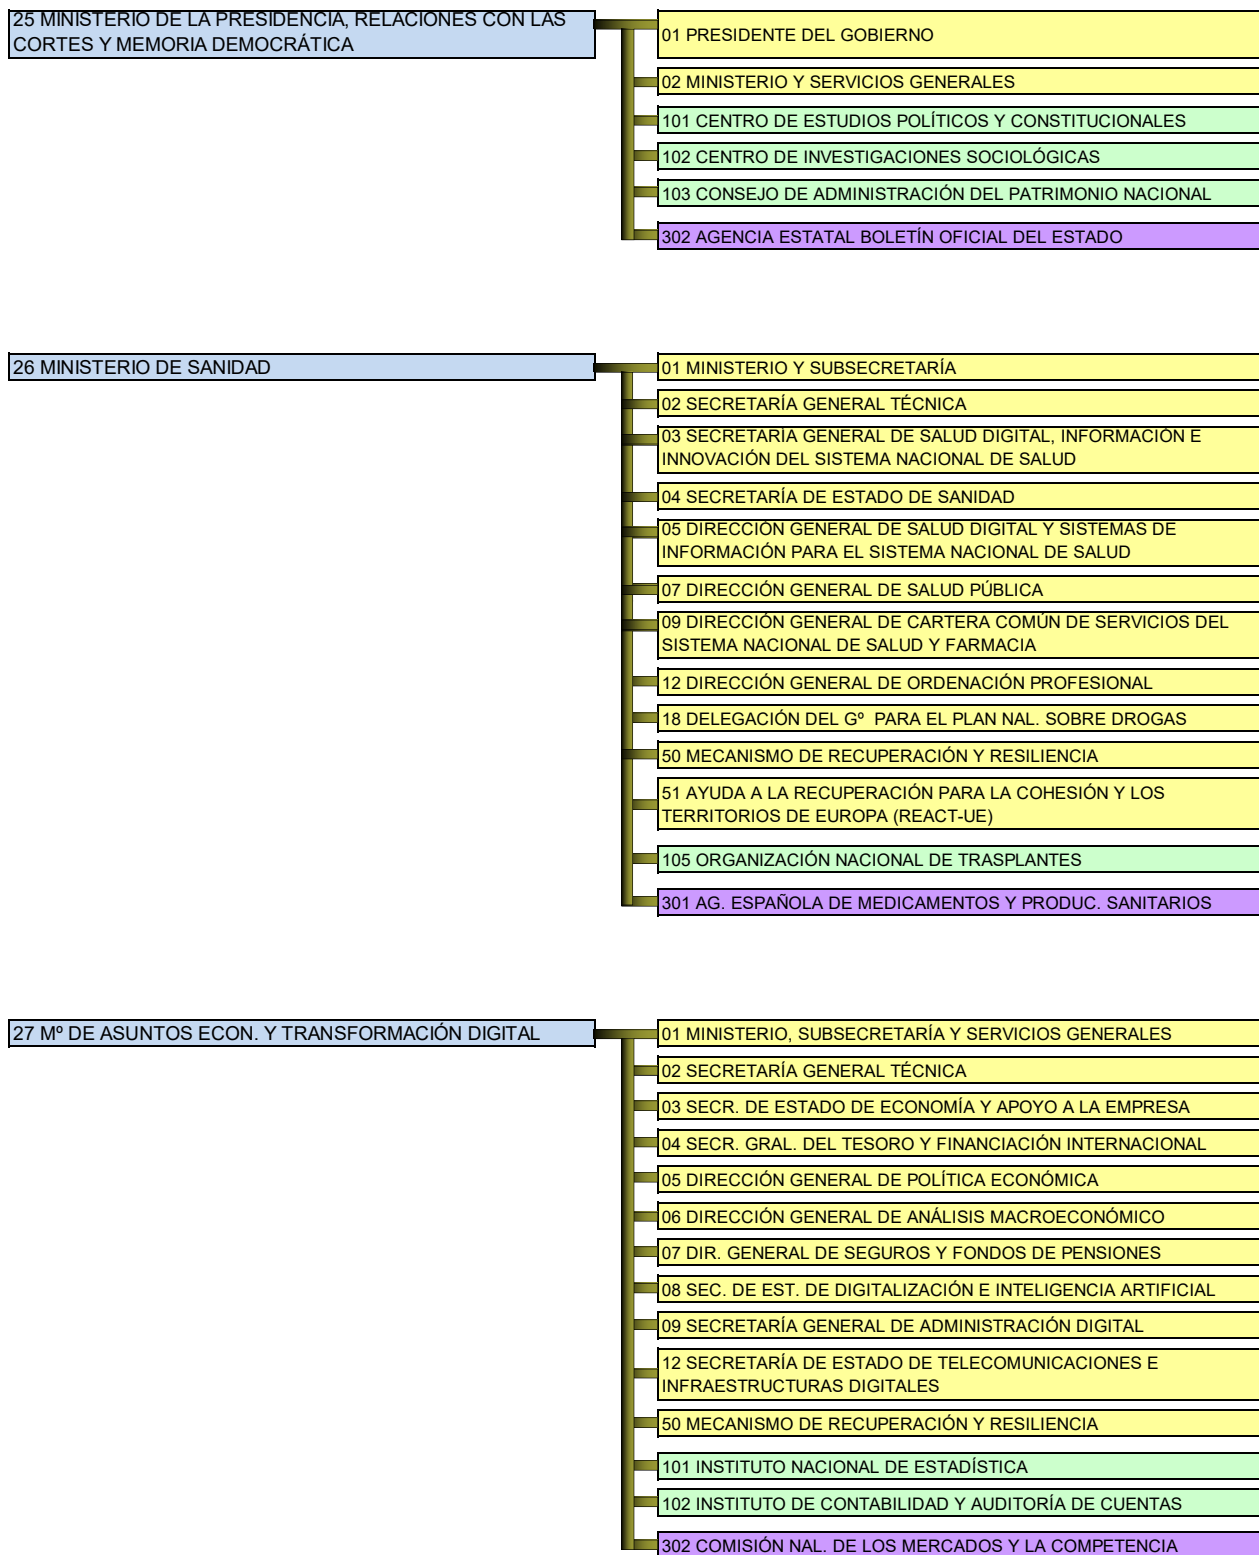 25 MINISTERIO DE LA PRESIDENCIA, RELACIONES CON LAS
CORTES Y MEMORIA DEMOCRÁTICA
01 PRESIDENTE DEL GOBIERNO
02 MINISTERIO Y SERVICIOS GENERALES
101 CENTRO DE ESTUDIOS POLÍTICOS Y CONSTITUCIONALES
102 CENTRO DE INVESTIGACIONES SOCIOLÓGICAS
103 CONSEJO DE ADMINISTRACIÓN DEL PATRIMONIO NACIONAL
302 AGENCIA ESTATAL BOLETÍN OFICIAL DEL ESTADO
26 MINISTERIO DE SANIDAD
01 MINISTERIO Y SUBSECRETARÍA
02 SECRETARÍA GENERAL TÉCNICA
03 SECRETARÍA GENERAL DE SALUD DIGITAL, INFORMACIÓN E
INNOVACIÓN DEL SISTEMA NACIONAL DE SALUD
04 SECRETARÍA DE ESTADO DE SANIDAD
05 DIRECCIÓN GENERAL DE SALUD DIGITAL Y SISTEMAS DE
INFORMACIÓN PARA EL SISTEMA NACIONAL DE SALUD
07 DIRECCIÓN GENERAL DE SALUD PÚBLICA
09 DIRECCIÓN GENERAL DE CARTERA COMÚN DE SERVICIOS DEL
SISTEMA NACIONAL DE SALUD Y FARMACIA
12 DIRECCIÓN GENERAL DE ORDENACIÓN PROFESIONAL
18 DELEGACIÓN DEL Gº PARA EL PLAN NAL. SOBRE DROGAS
50 MECANISMO DE RECUPERACIÓN Y RESILIENCIA
51 AYUDA A LA RECUPERACIÓN PARA LA COHESIÓN Y LOS
TERRITORIOS DE EUROPA (REACT-UE)
105 ORGANIZACIÓN NACIONAL DE TRASPLANTES
301 AG. ESPAÑOLA DE MEDICAMENTOS Y PRODUC. SANITARIOS
27 Mº DE ASUNTOS ECON. Y TRANSFORMACIÓN DIGITAL
01 MINISTERIO, SUBSECRETARÍA Y SERVICIOS GENERALES
02 SECRETARÍA GENERAL TÉCNICA
03 SECR. DE ESTADO DE ECONOMÍA Y APOYO A LA EMPRESA
04 SECR. GRAL. DEL TESORO Y FINANCIACIÓN INTERNACIONAL
05 DIRECCIÓN GENERAL DE POLÍTICA ECONÓMICA
06 DIRECCIÓN GENERAL DE ANÁLISIS MACROECONÓMICO
07 DIR. GENERAL DE SEGUROS Y FONDOS DE PENSIONES
08 SEC. DE EST. DE DIGITALIZACIÓN E INTELIGENCIA ARTIFICIAL
09 SECRETARÍA GENERAL DE ADMINISTRACIÓN DIGITAL
12 SECRETARÍA DE ESTADO DE TELECOMUNICACIONES E
INFRAESTRUCTURAS DIGITALES
50 MECANISMO DE RECUPERACIÓN Y RESILIENCIA
101 INSTITUTO NACIONAL DE ESTADÍSTICA
102 INSTITUTO DE CONTABILIDAD Y AUDITORÍA DE CUENTAS
302 COMISIÓN NAL. DE LOS MERCADOS Y LA COMPETENCIA